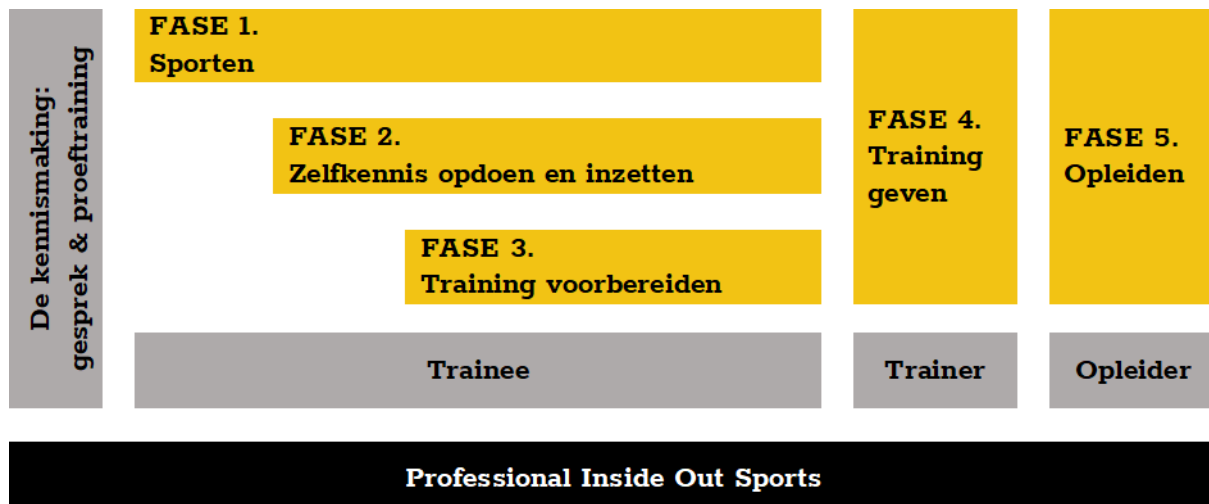 De kennismaking:
gesprek & proeftraining
FASE 1.
Sporten
FASE 2.
Zelfkennis opdoen en inzetten
FASE 3.
Training voorbereiden
FASE 4.
Training
geven
FASE 5.
Opleiden
Trainee
Trainer
Opleider
Professional Inside Out Sports